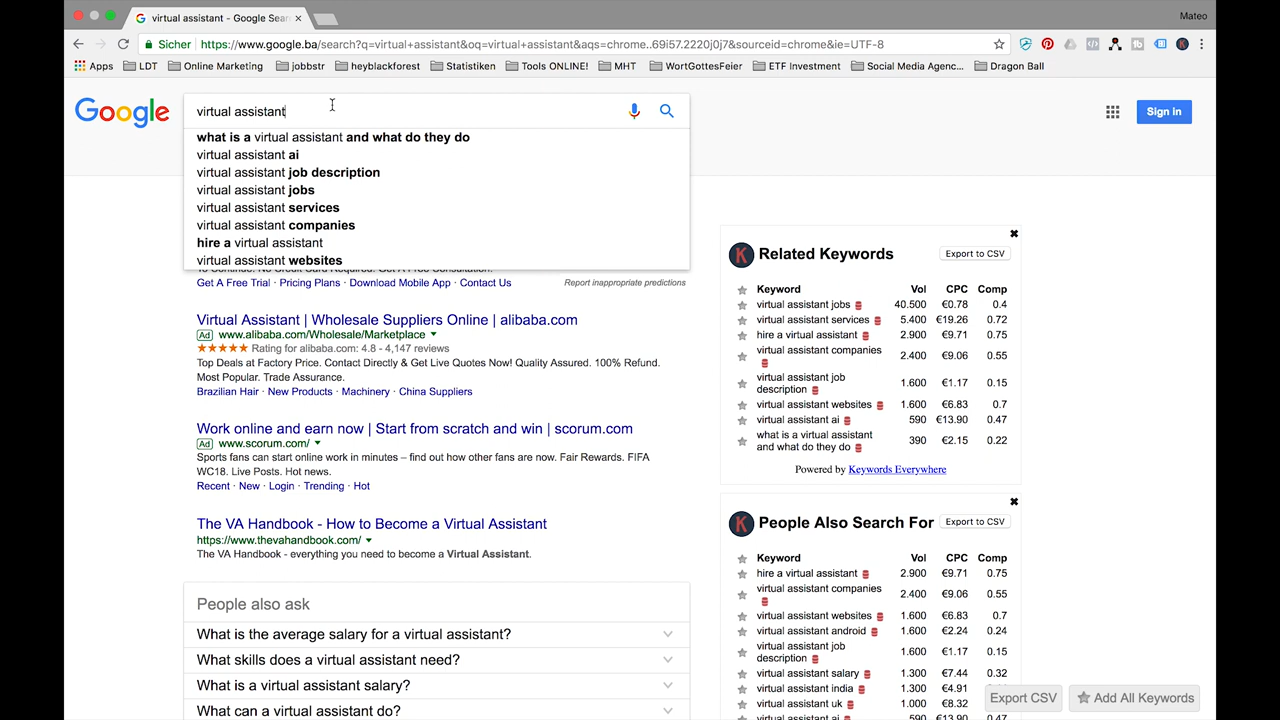 virtual assistant - Google Sear
Mateo
Sicher
https://www.google.ba/search?q=virtual+assistant&oq=virtual+assistant&aqs=chrome..69i57.2220j0j7&sourceid=chrome&ie=UTF-8
Apps LDT Online Marketing jobbstr heyblackforest Statistiken Tools ONLINE! MHT WortGottesFeier ETF Investment Social Media Agenc... Dragon Ball
Google
virtual assistant
Sign in
what is a virtual assistant and what do they do
virtual assistant ai
virtual assistant job description
virtual assistant jobs
virtual assistant services
virtual assistant companies
hire a virtual assistant
virtual assistant websites
To Continue. No Credit Card Required. Get A Free Consultation.
Get A Free Trial · Pricing Plans · Download Mobile App · Contact Us
Report inappropriate predictions
Virtual Assistant | Wholesale Suppliers Online | alibaba.com
Ad www.alibaba.com/Wholesale/Marketplace
Rating for alibaba.com: 4.8 - 4,147 reviews
Top Deals at Factory Price. Contact Directly & Get Live Quotes Now! Quality Assured. 100% Refund.
Most Popular. Trade Assurance.
Brazilian Hair · New Products · Machinery · China Suppliers
Work online and earn now | Start from scratch and win | scorum.com
Ad www.scorum.com/
Sports fans can start online work in minutes – find out how other fans are now. Fair Rewards. FIFA
WC18. Live Posts. Hot news.
Recent · New · Login · Trending · Hot
The VA Handbook - How to Become a Virtual Assistant
https://www.thevahandbook.com/
The VA Handbook - everything you need to become a Virtual Assistant.
People also ask
What is the average salary for a virtual assistant?
What skills does a virtual assistant need?
What is a virtual assistant salary?
What can a virtual assistant do?
K Related Keywords Export to CSV
Keyword Vol CPC Comp
virtual assistant jobs 40.500 €0.78 0.4
virtual assistant services 5.400 €19.26 0.72
hire a virtual assistant 2.900 €9.71 0.75
virtual assistant companies 2.400 €9.06 0.55
virtual assistant job
description 1.600 €1.17 0.15
virtual assistant websites 1.600 €6.83 0.7
virtual assistant ai 590 €13.90 0.47
what is a virtual assistant
and what do they do 390 €2.15 0.22
Powered by Keywords Everywhere
K People Also Search For Export to CSV
Keyword Vol CPC Comp
hire a virtual assistant 2.900 €9.71 0.75
virtual assistant companies 2.400 €9.06 0.55
virtual assistant websites 1.600 €6.83 0.7
virtual assistant android 1.600 €2.24 0.24
virtual assistant job
description 1.600 €1.17 0.15
virtual assistant salary 1.300 €7.44 0.32
virtual assistant india 1.000 €4.91
virtual assistant uk 1.000 €8.32
virtual assistant ai 590 €13.90 0.47
Export CSV
Add All Keywords